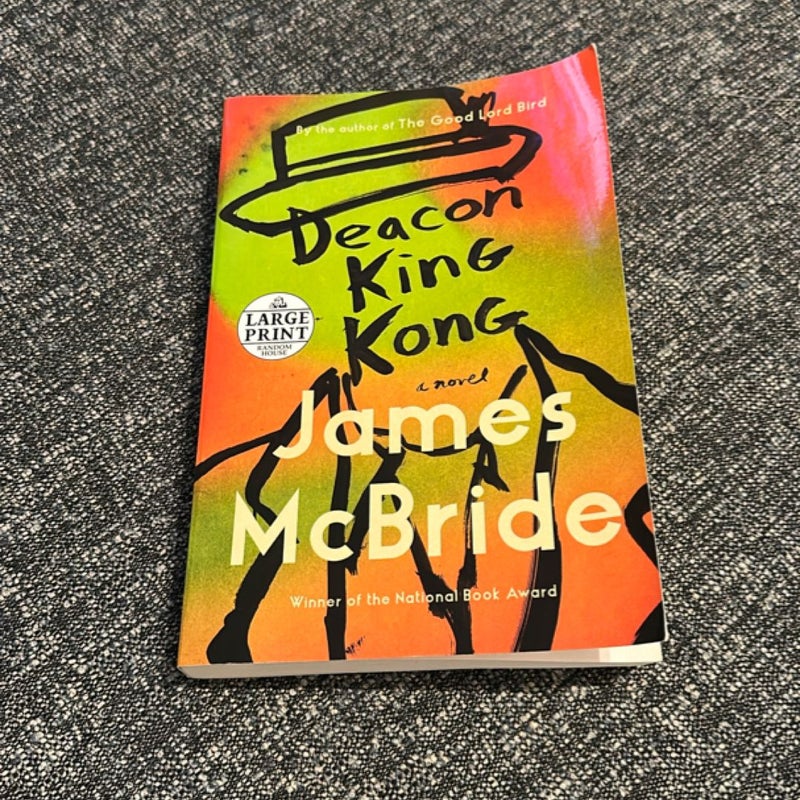 By the author of The Good Lord Bird
Deacon
King
Kong
LARGE
PRINT
RANDOM
HOUSE
a novel
James
McBride
Winner of the National Book Award